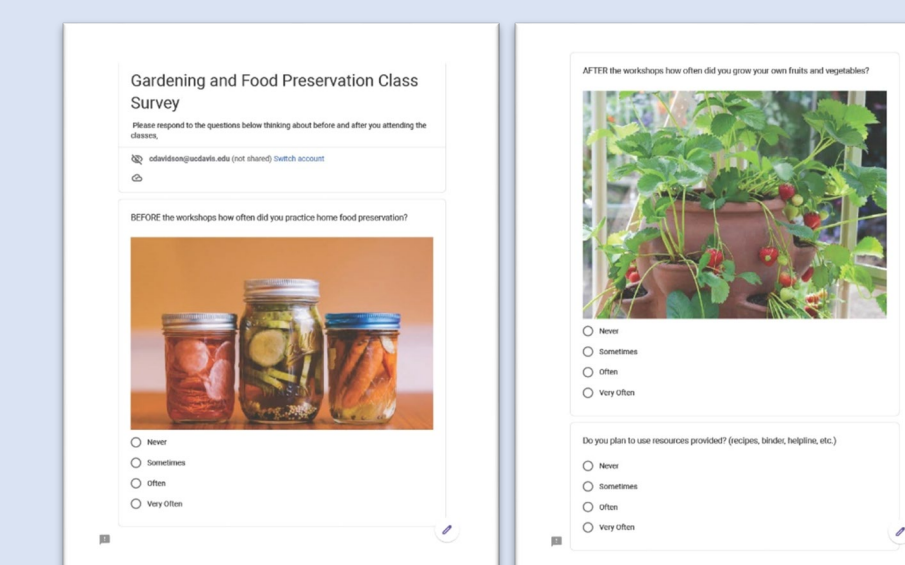 Gardening and Food Preservation Class
Survey
Please respond to the questions below thinking about before and after you attending the
classes,
cdavidson@ucdavis.edu (not shared) Switch account
BEFORE the workshops how often did you practice home food preservation?
Never
Sometimes
Often
Very Often
AFTER the workshops how often did you grow your own fruits and vegetables?
Never
Sometimes
Often
Very Often
Do you plan to use resources provided? (recipes, binder, helpline, etc.)
Never
Sometimes
Often
Very Often